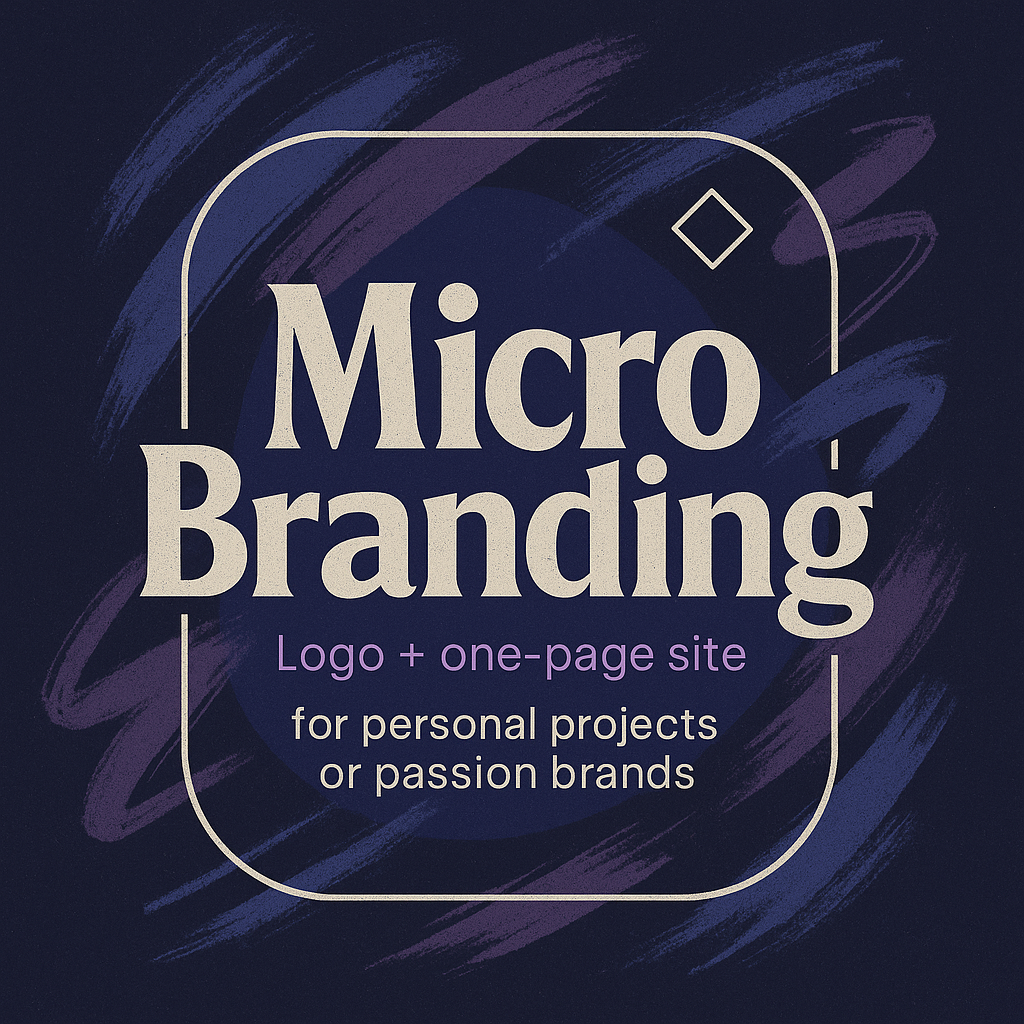 Micro
Branding
Logo + one-page site
for personal projects
or passion brands